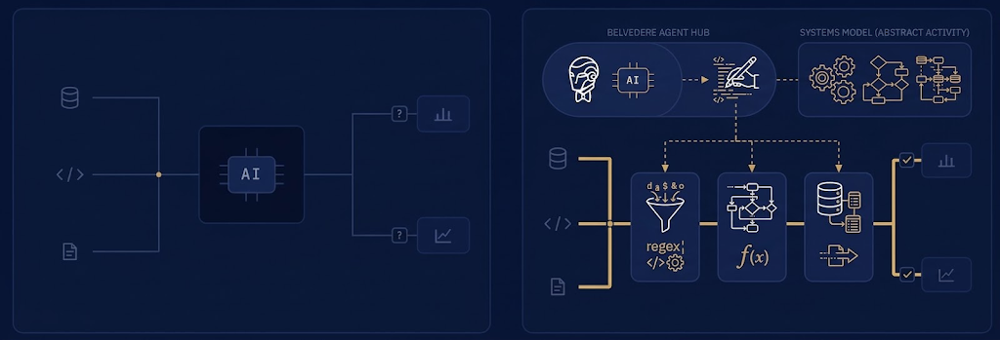 </>
AI
?
?
BELVEDERE AGENT HUB
SYSTEMS MODEL (ABSTRACT ACTIVITY)
AI
</>
</>
</>
d a $ & o
regex
</>
f(x)